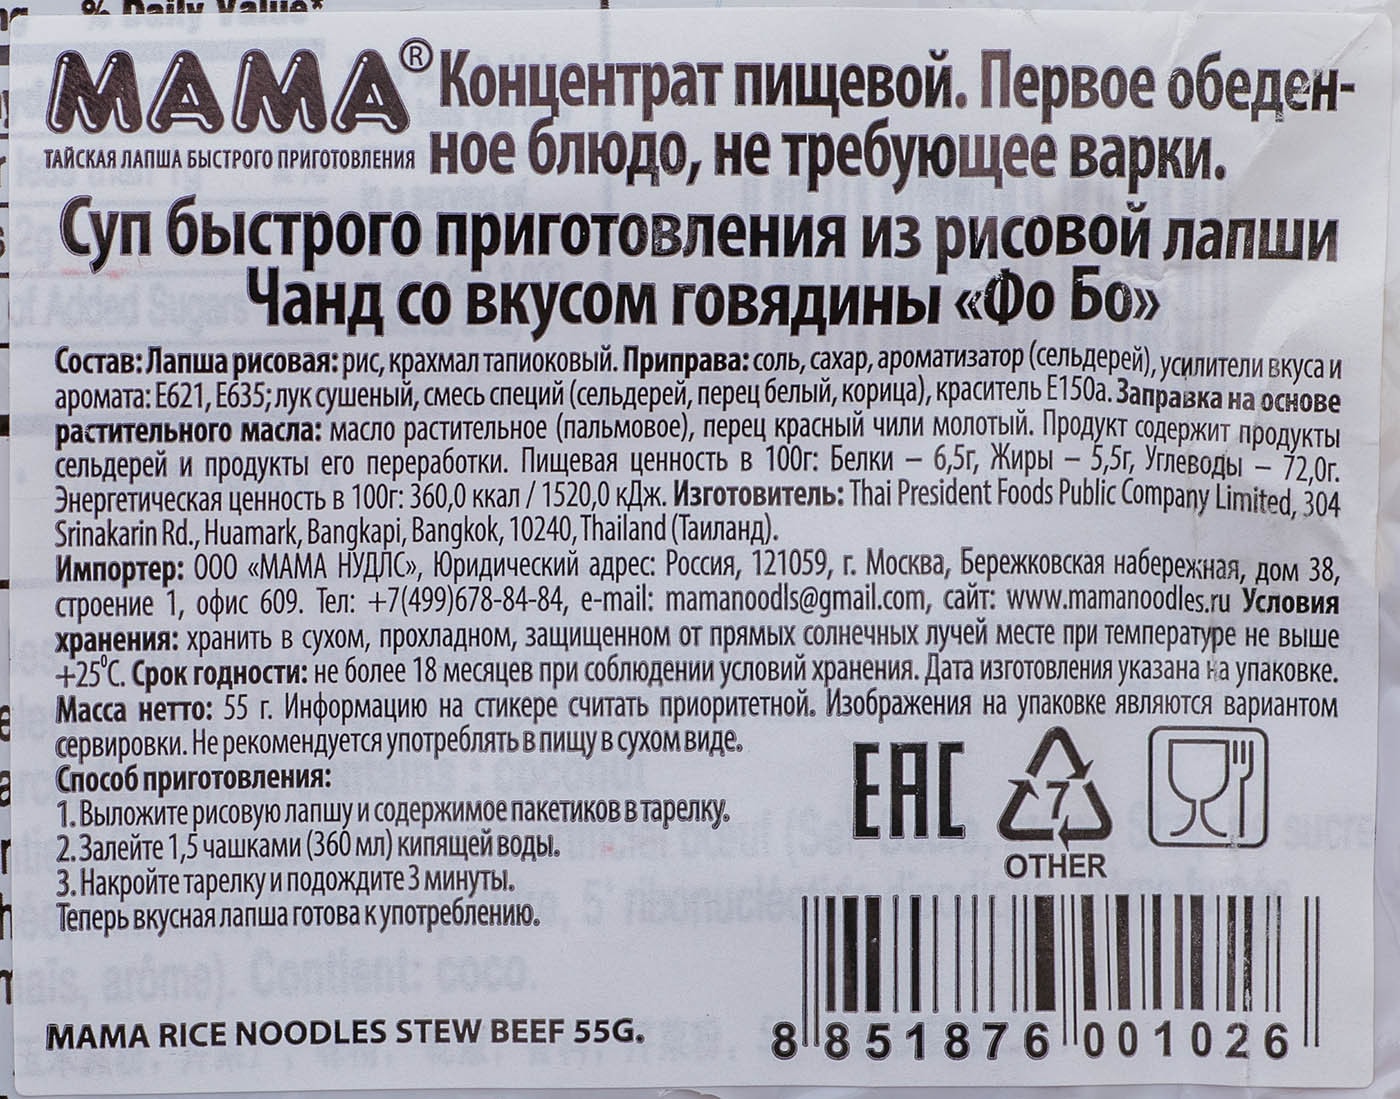 % Daily Value*
MAMA®
ТАЙСКАЯ ЛАПША БЫСТРОГО ПРИГОТОВЛЕНИЯ
Концентрат пищевой. Первое обеден-
ное блюдо, не требующее варки.
Суп быстрого приготовления из рисовой лапши
Чанд со вкусом говядины «Фо Бо»
Состав: Лапша рисовая: рис, крахмал тапиоковый. Приправа: соль, сахар, ароматизатор (сельдерей), усилители вкуса и
аромата: Е621, Е635; лук сушеный, смесь специй (сельдерей, перец белый, корица), краситель Е150а. Заправка на основе
растительного масла: масло растительное (пальмовое), перец красный чили молотый. Продукт содержит продукты
сельдерей и продукты его переработки. Пищевая ценность в 100г: Белки – 6,5г, Жиры – 5,5г, Углеводы – 72,0г.
Энергетическая ценность в 100г: 360,0 ккал / 1520,0 кДж. Изготовитель: Thai President Foods Public Company Limited, 304
Srinakarin Rd., Huamark, Bangkapi, Bangkok, 10240, Thailand (Таиланд).
Импортер: ООО «МАМА НУДЛС», Юридический адрес: Россия, 121059, г. Москва, Бережковская набережная, дом 38,
строение 1, офис 609. Тел: +7(499)678-84-84, e-mail: mamanoodls@gmail.com, сайт: www.mamanoodles.ru Условия
хранения: хранить в сухом, прохладном, защищенном от прямых солнечных лучей месте при температуре не выше
+25⁰С. Срок годности: не более 18 месяцев при соблюдении условий хранения. Дата изготовления указана на упаковке.
Масса нетто: 55 г. Информацию на стикере считать приоритетной. Изображения на упаковке являются вариантом
сервировки. Не рекомендуется употреблять в пищу в сухом виде.
Способ приготовления:
1. Выложите рисовую лапшу и содержимое пакетиков в тарелку.
2. Залейте 1,5 чашками (360 мл) кипящей воды.
3. Накройте тарелку и подождите 3 минуты.
Теперь вкусная лапша готова к употреблению.
EAC
7
OTHER
MAMA RICE NOODLES STEW BEEF 55G.
8 851876 001026